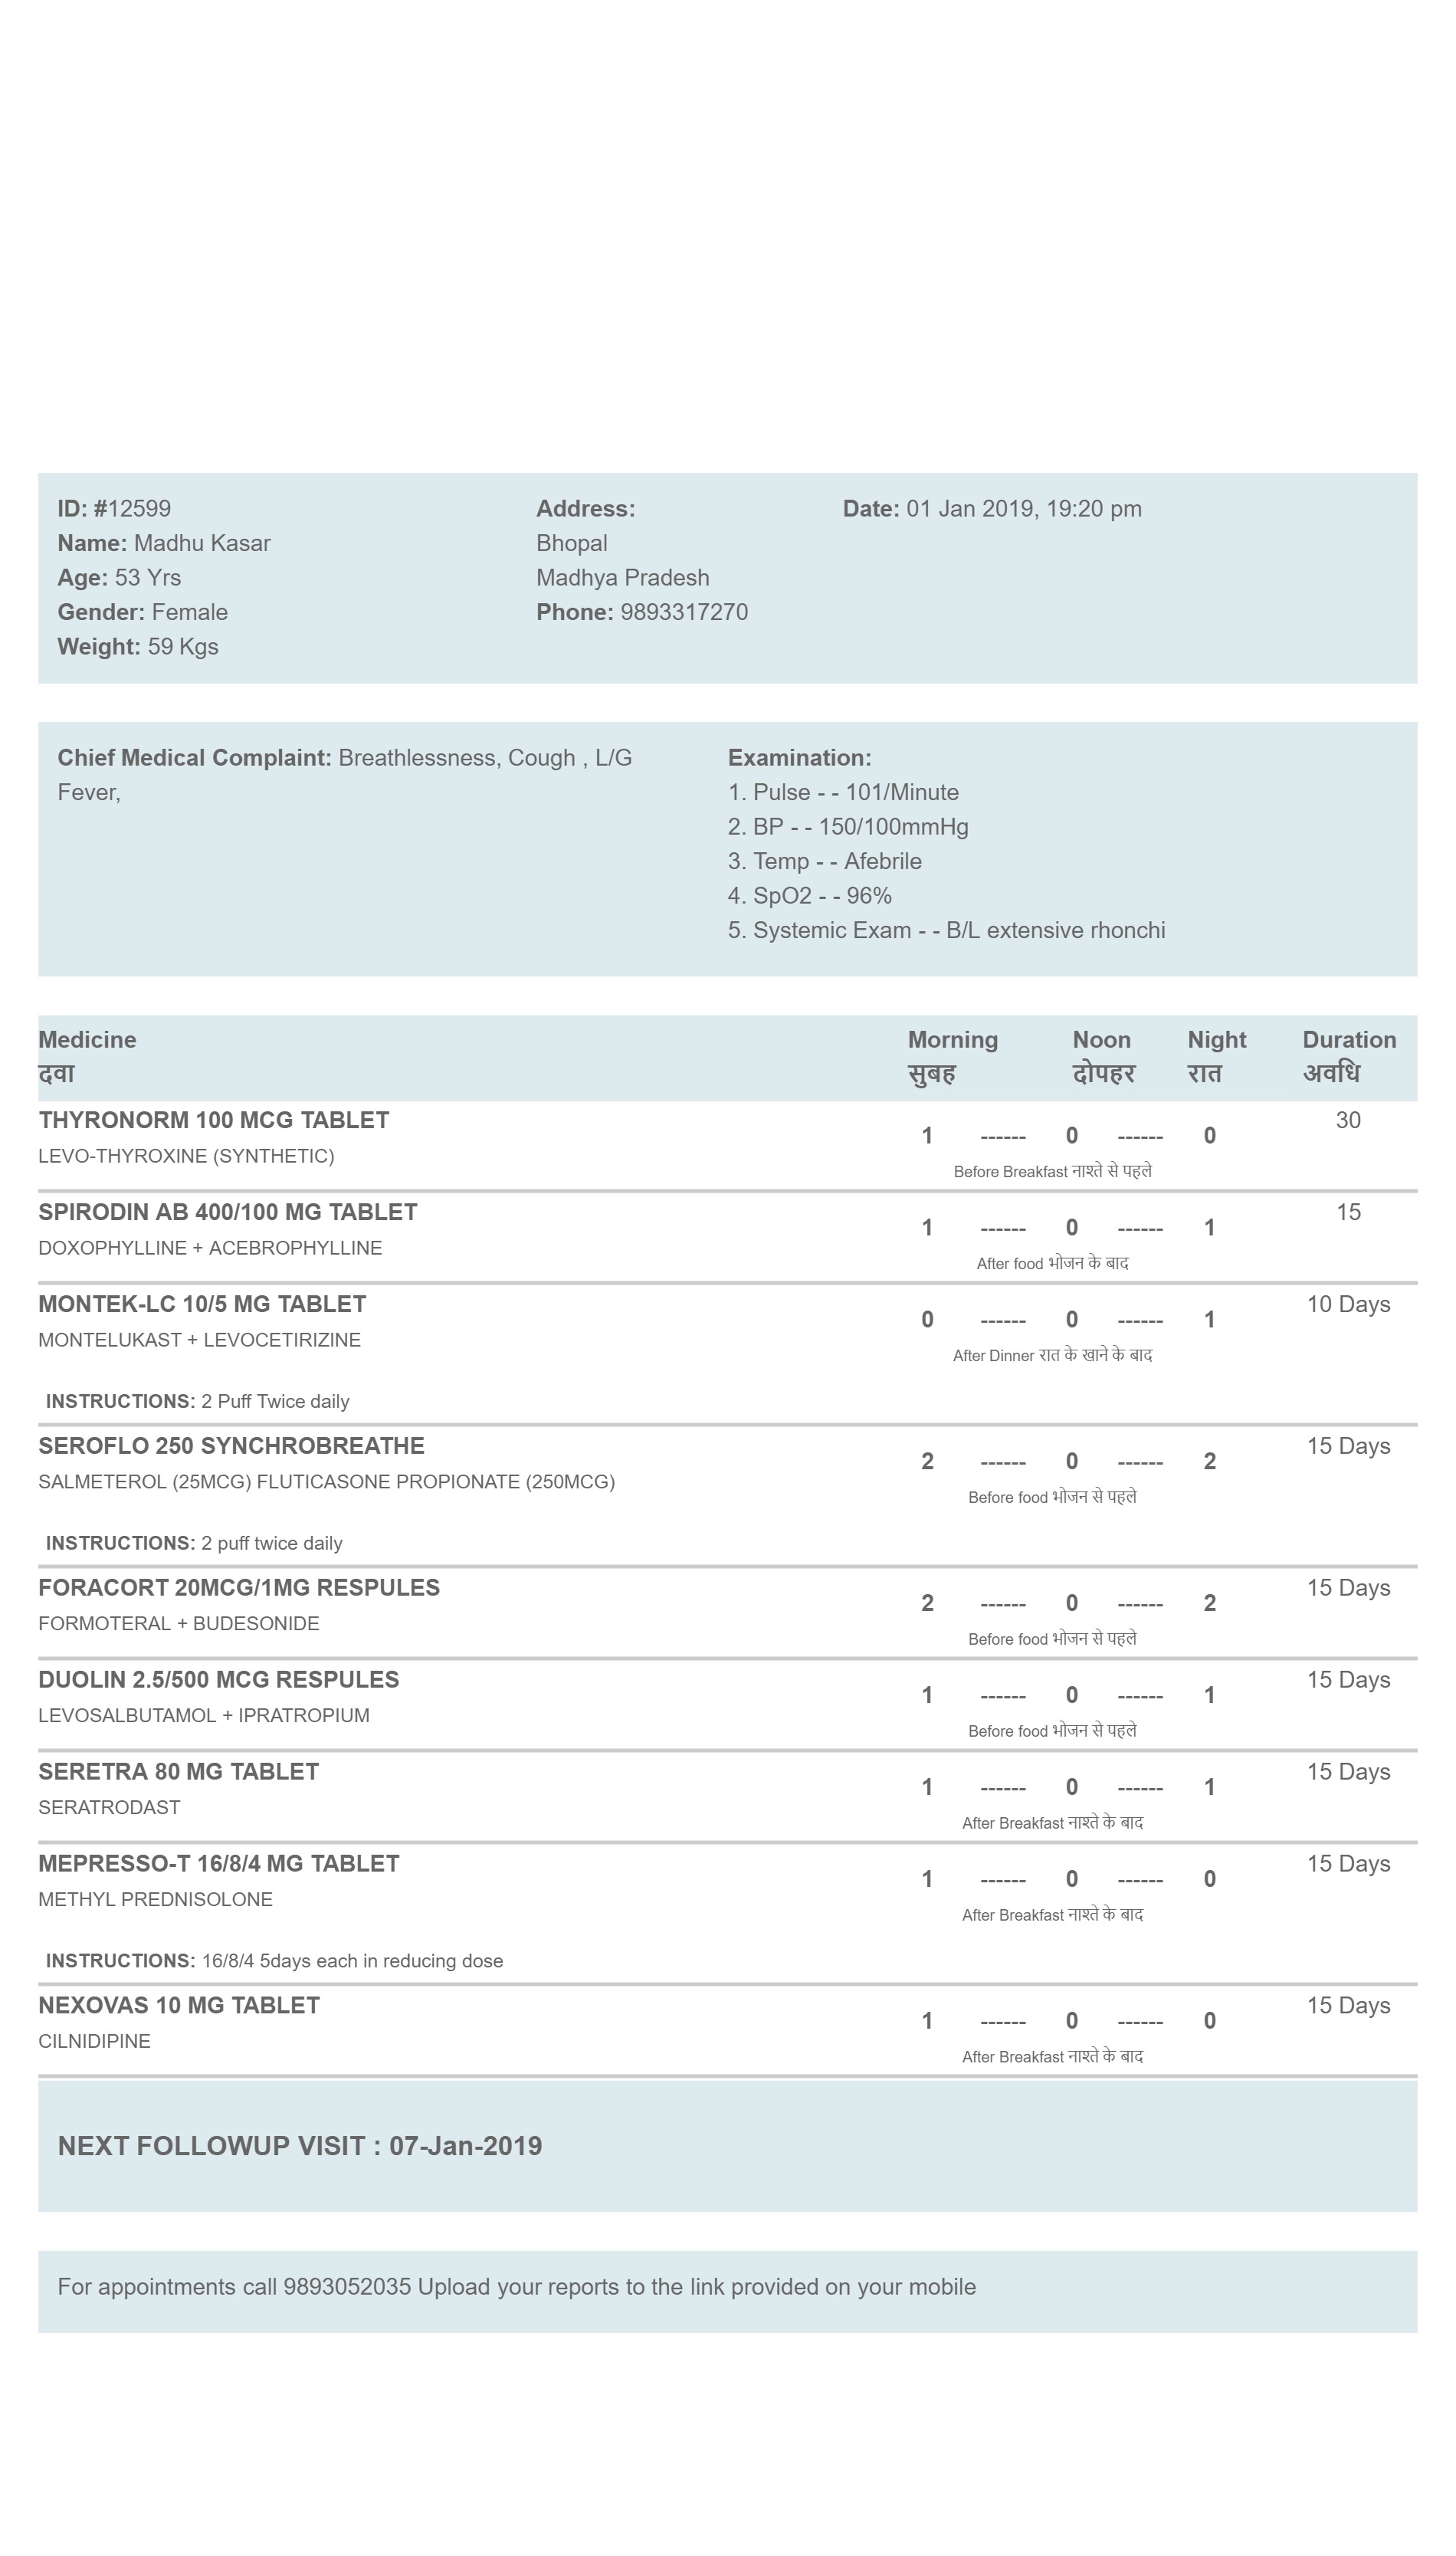 ID: #12599 Address: Date: 01 Jan 2019, 19:20 pm
Name: Madhu Kasar Bhopal
Age: 53 Yrs Madhya Pradesh
Gender: Female Phone: 9893317270
Weight: 59 Kgs
Chief Medical Complaint: Breathlessness, Cough , L/G
Fever,
Examination:
1. Pulse - - 101/Minute
2. BP - - 150/100mmHg
3. Temp - - Afebrile
4. SpO2 - - 96%
5. Systemic Exam - - B/L extensive rhonchi
Medicine Morning Noon Night Duration
दवा सुबह दोपहर रात अवधि
THYRONORM 100 MCG TABLET 30
1 ------ 0 ------ 0
LEVO-THYROXINE (SYNTHETIC)
Before Breakfast नाश्ते से पहले
SPIRODIN AB 400/100 MG TABLET 15
1 ------ 0 ------ 1
DOXOPHYLLINE + ACEBROPHYLLINE
After food भोजन के बाद
MONTEK-LC 10/5 MG TABLET 10 Days
0 ------ 0 ------ 1
MONTELUKAST + LEVOCETIRIZINE
After Dinner रात के खाने के बाद
INSTRUCTIONS: 2 Puff Twice daily
SEROFLO 250 SYNCHROBREATHE 15 Days
2 ------ 0 ------ 2
SALMETEROL (25MCG) FLUTICASONE PROPIONATE (250MCG)
Before food भोजन से पहले
INSTRUCTIONS: 2 puff twice daily
FORACORT 20MCG/1MG RESPULES 15 Days
2 ------ 0 ------ 2
FORMOTERAL + BUDESONIDE
Before food भोजन से पहले
DUOLIN 2.5/500 MCG RESPULES 15 Days
1 ------ 0 ------ 1
LEVOSALBUTAMOL + IPRATROPIUM
Before food भोजन से पहले
SERETRA 80 MG TABLET 15 Days
1 ------ 0 ------ 1
SERATRODAST
After Breakfast नाश्ते के बाद
MEPRESSO-T 16/8/4 MG TABLET 15 Days
1 ------ 0 ------ 0
METHYL PREDNISOLONE
After Breakfast नाश्ते के बाद
INSTRUCTIONS: 16/8/4 5days each in reducing dose
NEXOVAS 10 MG TABLET 15 Days
1 ------ 0 ------ 0
CILNIDIPINE
After Breakfast नाश्ते के बाद
NEXT FOLLOWUP VISIT : 07-Jan-2019
For appointments call 9893052035 Upload your reports to the link provided on your mobile